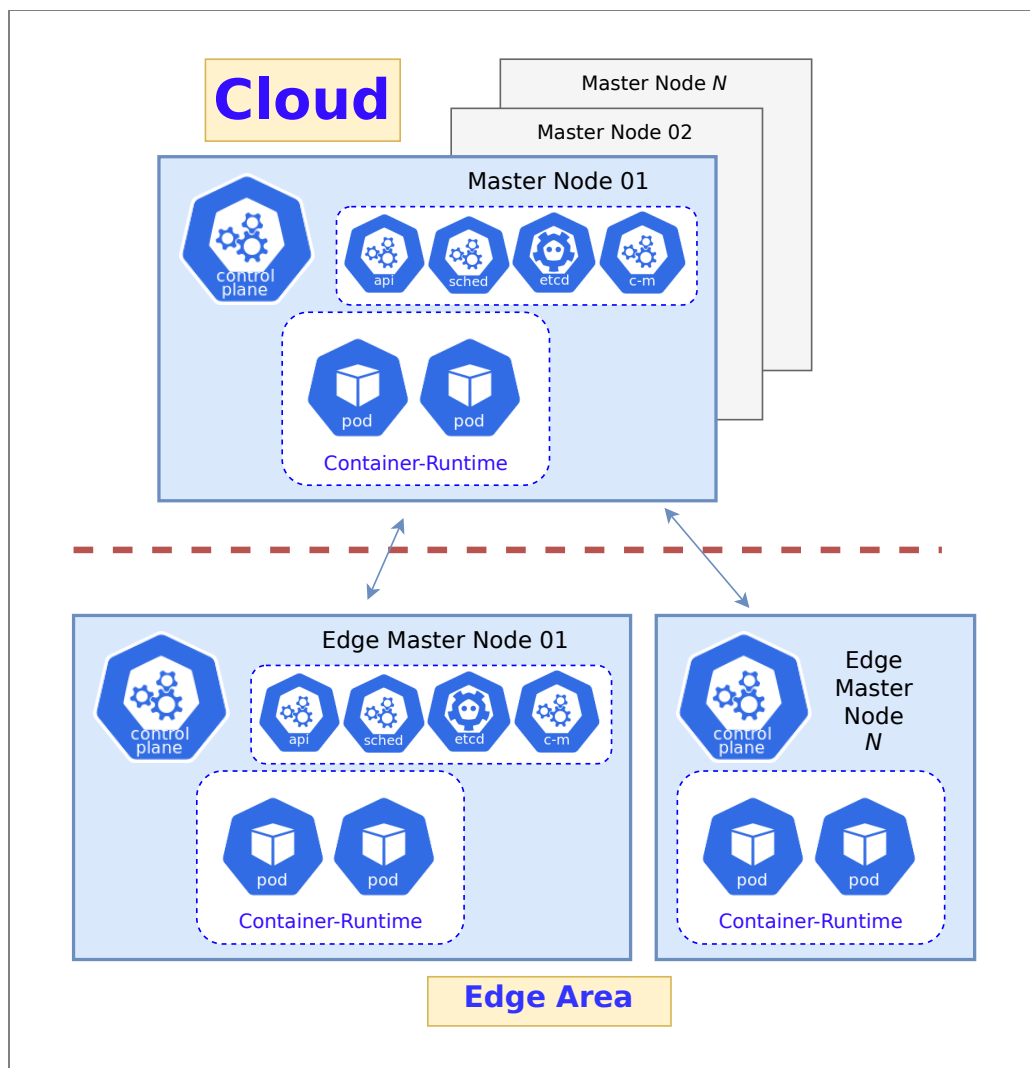 Cloud
Master Node N
Master Node 02
Master Node 01
control
plane
api
sched
etcd
c-m
pod
pod
Container-Runtime
Edge Master Node 01
control
plane
api
sched
etcd
c-m
pod
pod
Container-Runtime
Edge
Master
Node
N
control
plane
pod
pod
Container-Runtime
Edge Area